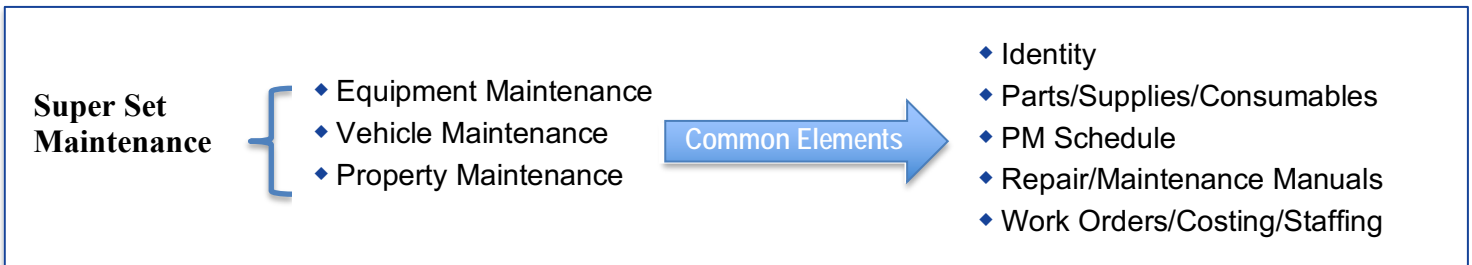 Super Set
Maintenance
◆ Equipment Maintenance
◆ Vehicle Maintenance
◆ Property Maintenance
Common Elements
◆ Identity
◆ Parts/Supplies/Consumables
◆ PM Schedule
◆ Repair/Maintenance Manuals
◆ Work Orders/Costing/Staffing